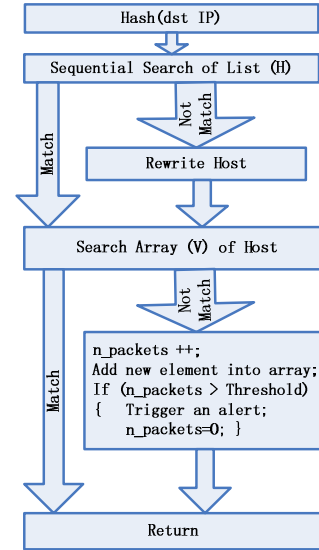 Hash(dst IP)
Sequential Search of List (H)
Match
Not
Match
Rewrite Host
Search Array (V) of Host
Match
Not
Match
n_packets ++;
Add new element into array;
If (n_packets > Threshold)
{ Trigger an alert;
n_packets=0; }
Return